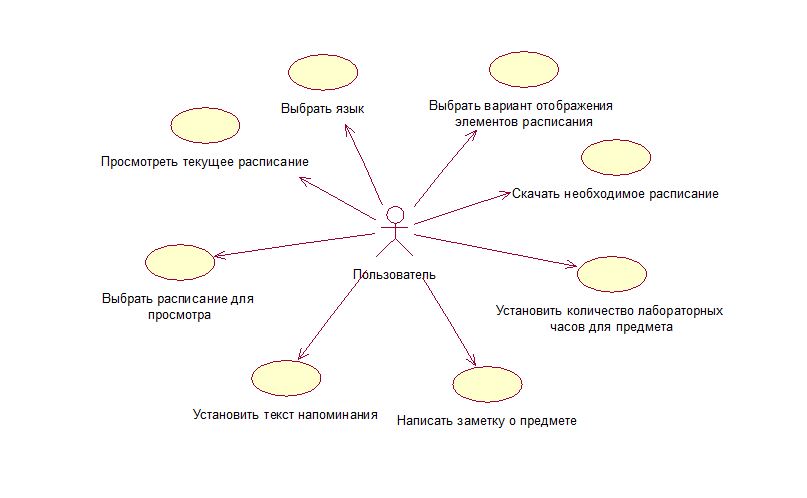 Выбрать язык
Выбрать вариант отображения
элементов расписания
Просмотреть текущее расписание
Скачать необходимое расписание
Пользователь
Выбрать расписание для
просмотра
Установить количество лабораторных
часов для предмета
Установить текст напоминания
Написать заметку о предмете